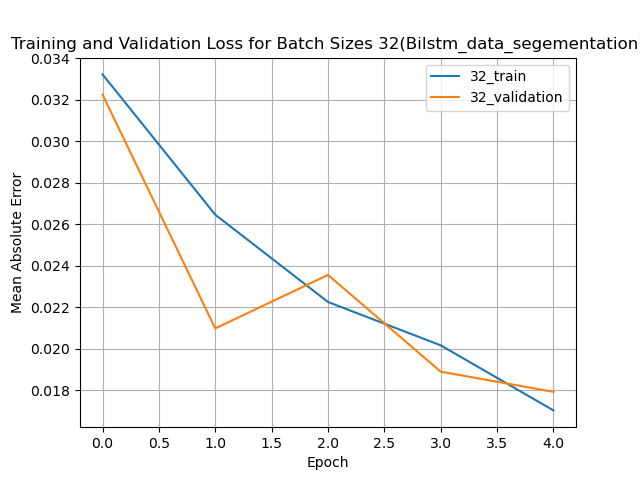 Training and Validation Loss for Batch Sizes 32(Bilstm_data_segementation
0.034
0.032
0.030
0.028
0.026
0.024
0.022
0.020
0.018
Mean Absolute Error
32_train
32_validation
0.0 0.5 1.0 1.5 2.0 2.5 3.0 3.5 4.0
Epoch